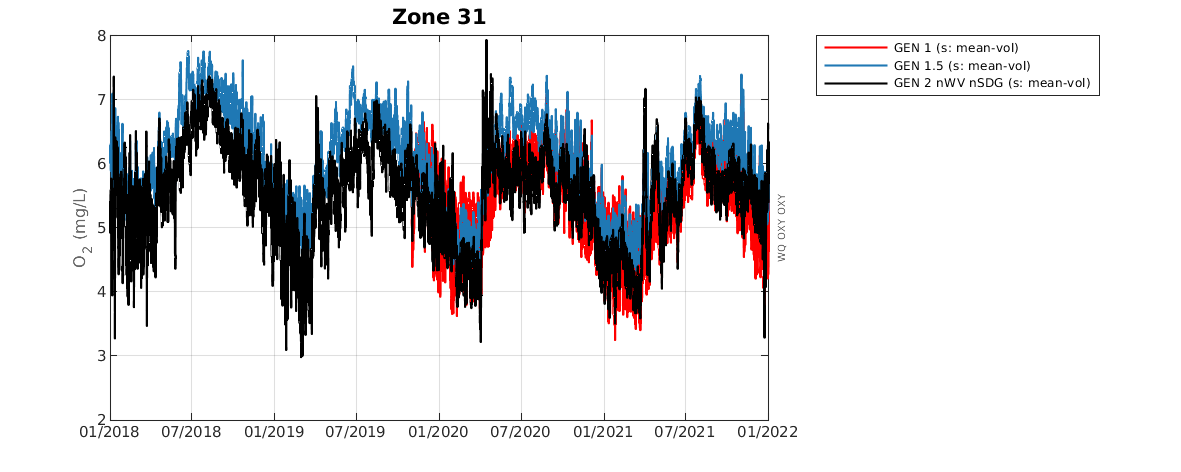 Zone 31
8
7
6
5
4
3
2
O2 (mg/L)
01/2018 07/2018 01/2019 07/2019 01/2020 07/2020 01/2021 07/2021 01/2022
WQ OXY OXY
GEN 1 (s: mean-vol)
GEN 1.5 (s: mean-vol)
GEN 2 nWV nSDG (s: mean-vol)